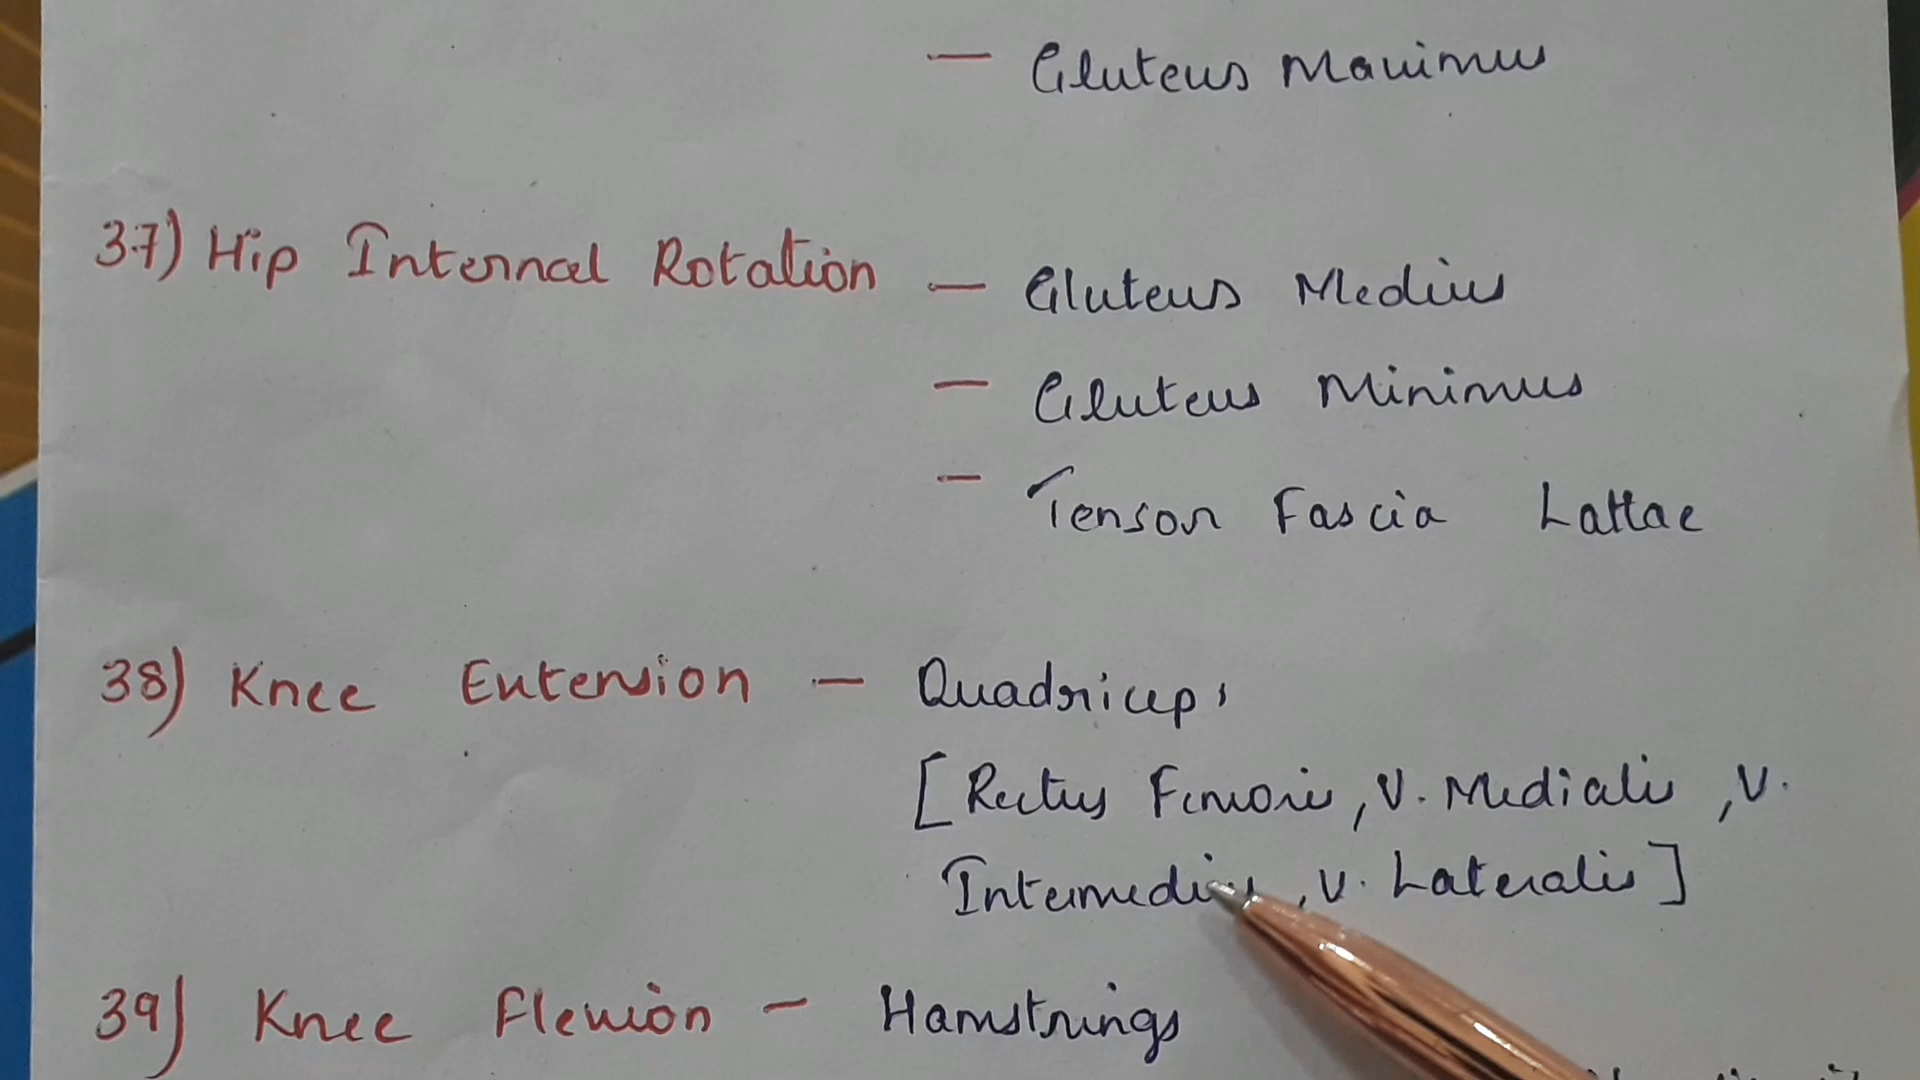 — Gluteus Maximus
37) Hip Internal Rotation — Gluteus Medius
— Gluteus Minimus
— Tensor Fascia Lattae
38) Knee Extension — Quadriceps
[Rectus Femoris, V. Medialis, V.
Intermedius, V. Lateralis]
39) Knee Flexion — Hamstrings